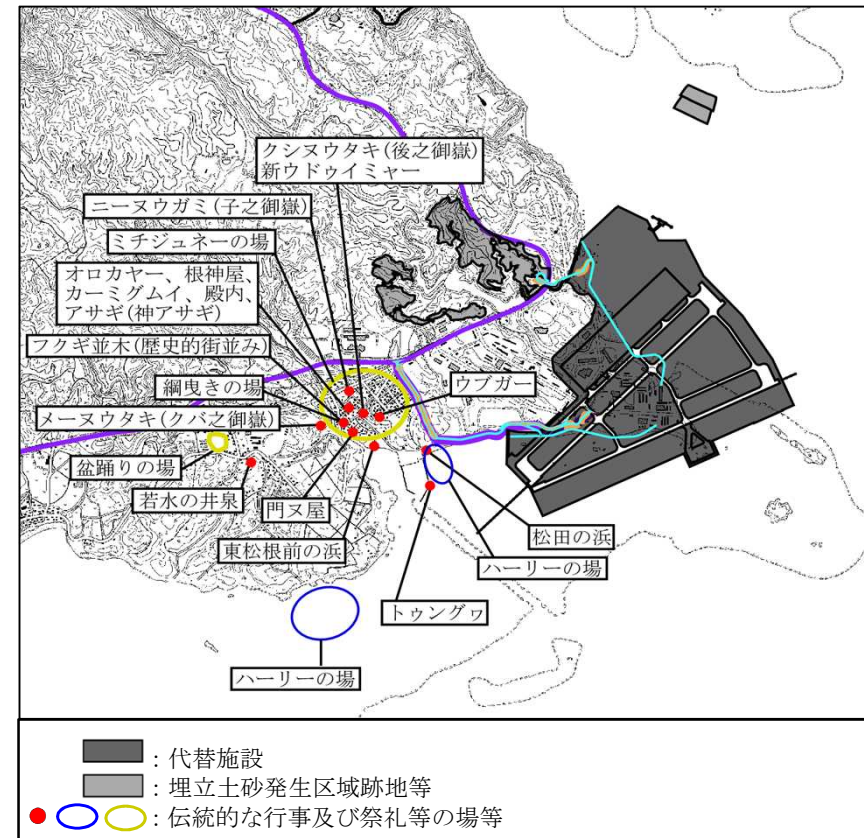 クシヌウタキ(後之御嶽)
新ウドゥイミャー
ニーヌウガミ(子之御嶽)
ミチジュネーの場
オロカヤー、根神屋、
カーミグムイ、殿内、
アサギ(神アサギ)
フクギ並木(歴史的街並み)
綱曳きの場
ウブガー
メーヌウタキ(クバ之御嶽)
盆踊りの場
若水の井泉
門ヌ屋
東松根前の浜
松田の浜
ハーリーの場
トゥングヮ
ハーリーの場
：代替施設
：埋立土砂発生区域跡地等
：伝統的な行事及び祭礼等の場等